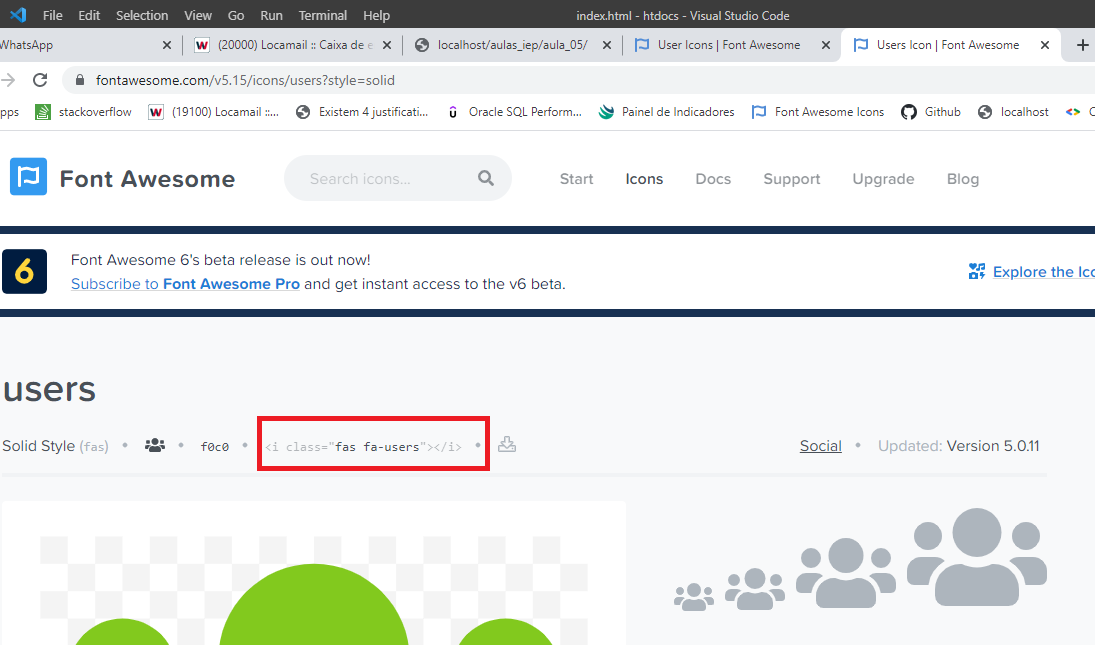 File Edit Selection View Go Run Terminal Help index.html - htdocs - Visual Studio Code
WhatsApp (20000) Locamail :: Caixa de e localhost/aulas_iep/aula_05/ User Icons | Font Awesome Users Icon | Font Awesome
fontawesome.com/v5.15/icons/users?style=solid
pps stackoverflow (19100) Locamail ::... Existem 4 justificati... Oracle SQL Perform... Painel de Indicadores Font Awesome Icons Github localhost C
Font Awesome Search icons... Start Icons Docs Support Upgrade Blog
6 Font Awesome 6's beta release is out now!
Subscribe to Font Awesome Pro and get instant access to the v6 beta. Explore the Ico
users
Solid Style (fas) • • f0c0 • <i class="fas fa-users"></i> • Social • Updated: Version 5.0.11